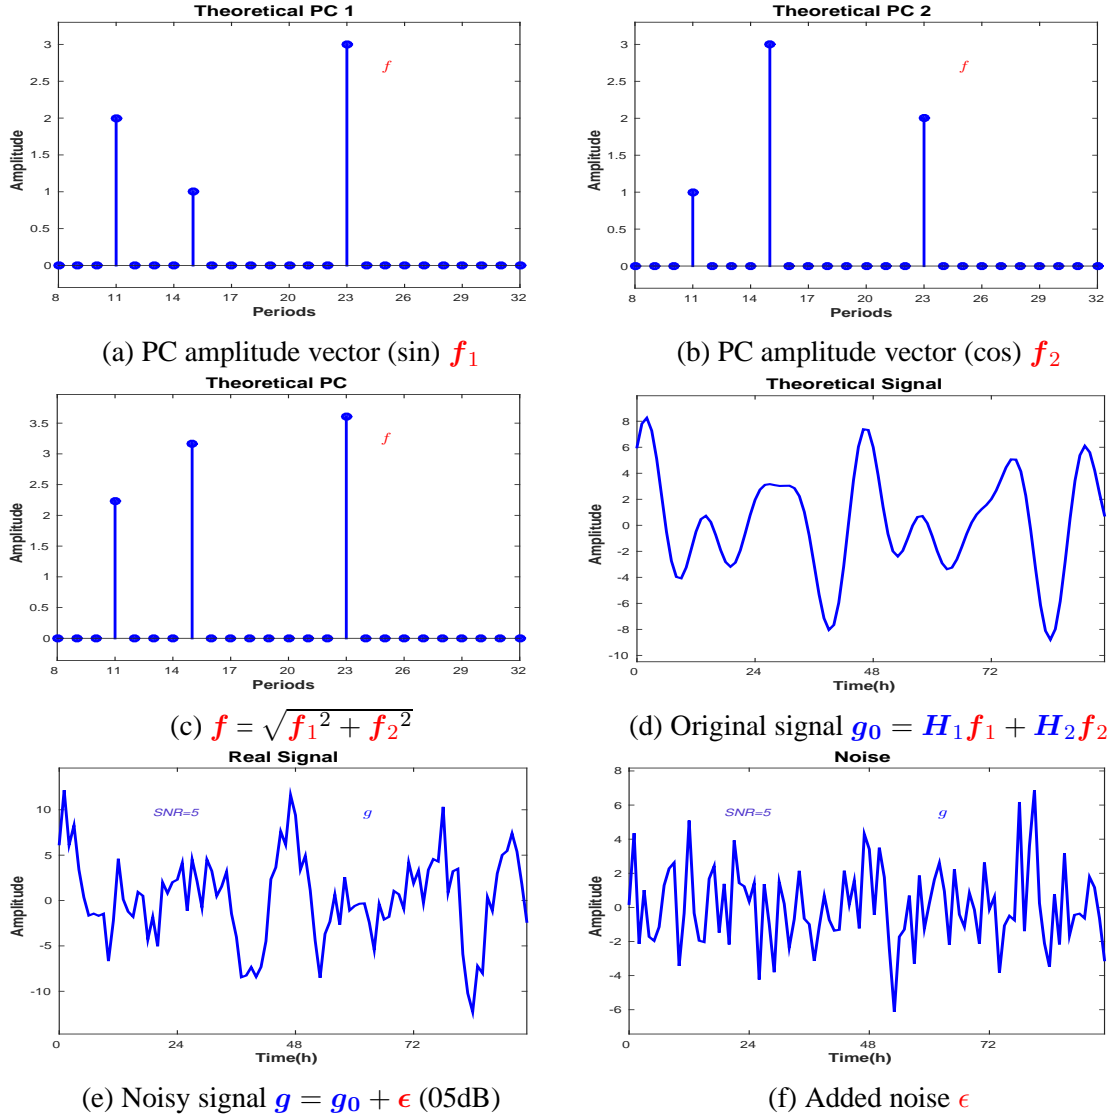 Theoretical PC 1
Amplitude
3
2.5
2
1.5
1
0.5
0
f
8 11 14 17 20 23 26 29 32
Periods
(a) PC amplitude vector (sin) f1
Theoretical PC 2
Amplitude
3
2.5
2
1.5
1
0.5
0
f
8 11 14 17 20 23 26 29 32
Periods
(b) PC amplitude vector (cos) f2
Theoretical PC
Amplitude
3.5
3
2.5
2
1.5
1
0.5
0
f
8 11 14 17 20 23 26 29 32
Periods
(c) f = √f1² + f2²
Theoretical Signal
Amplitude
8
6
4
2
0
-2
-4
-6
-8
-10
0 24 48 72
Time(h)
(d) Original signal g0 = H1f1 + H2f2
Real Signal
Amplitude
10
5
0
-5
-10
SNR=5
g
0 24 48 72
Time(h)
(e) Noisy signal g = g0 + ϵ (05dB)
Noise
Amplitude
8
6
4
2
0
-2
-4
-6
SNR=5
g
0 24 48 72
Time(h)
(f) Added noise ϵ